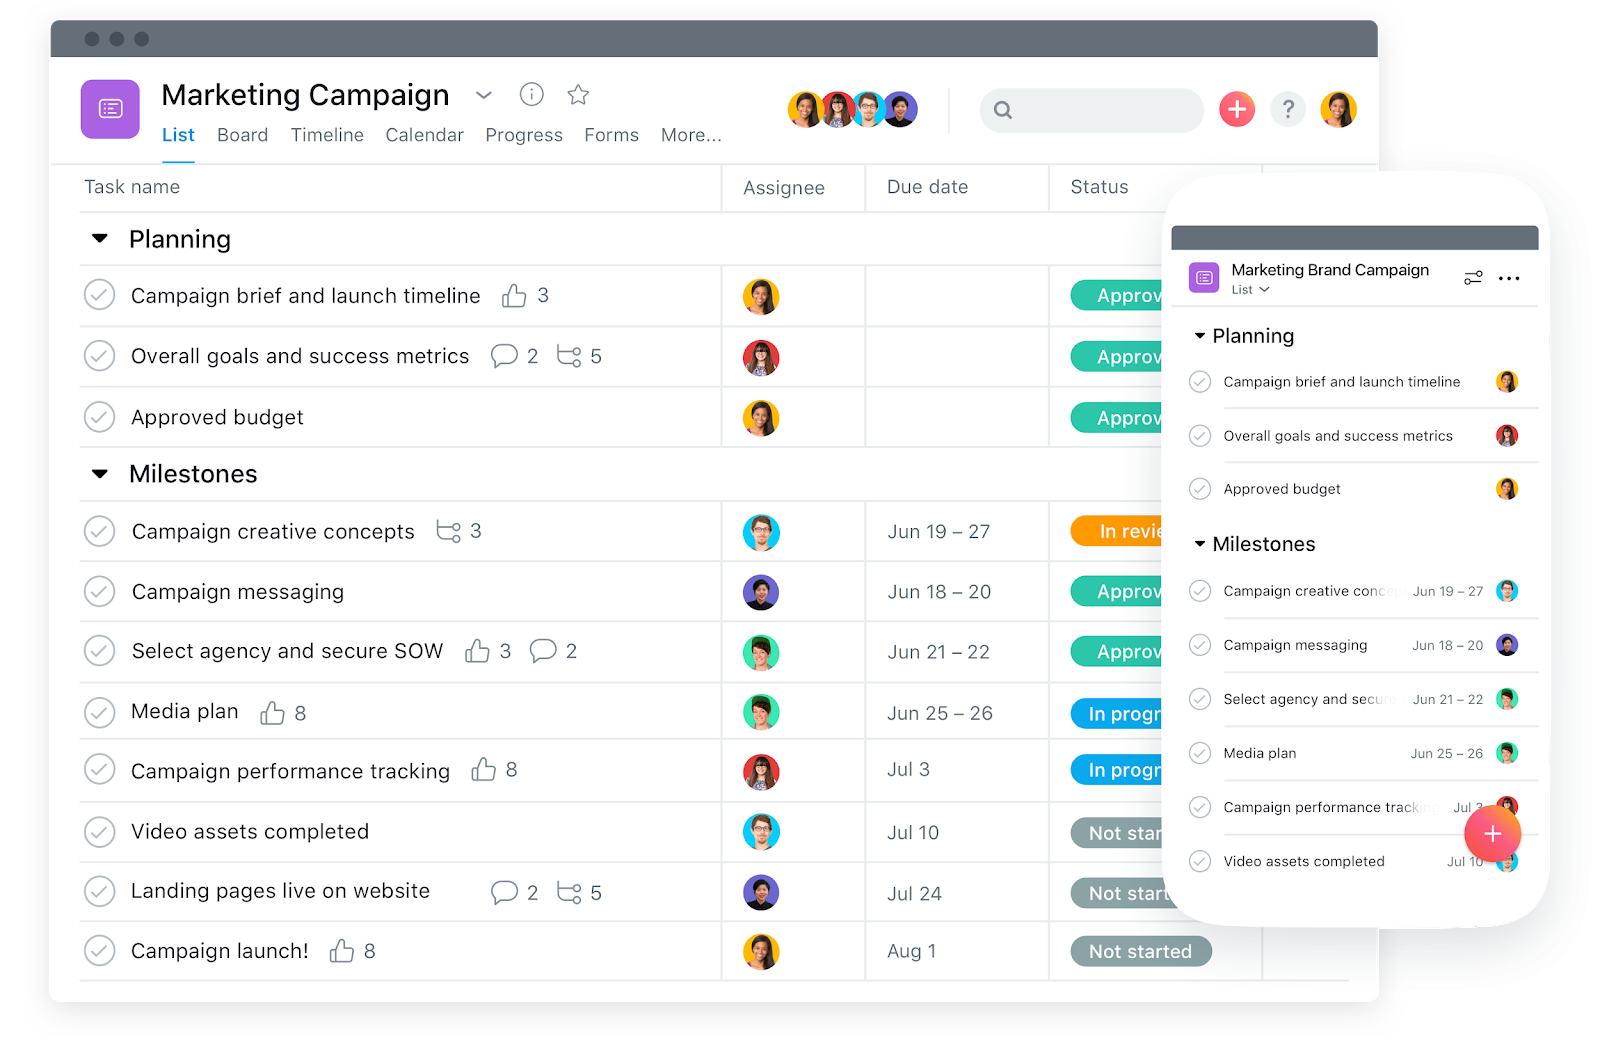 Marketing Campaign
List Board Timeline Calendar Progress Forms More...
?
Task name Assignee Due date Status
Planning
Campaign brief and launch timeline 3 Approv
Overall goals and success metrics 2 5 Approv
Approved budget Approv
Milestones
Campaign creative concepts 3 Jun 19 – 27 In revie
Campaign messaging Jun 18 – 20 Approv
Select agency and secure SOW 3 2 Jun 21 – 22 Approv
Media plan 8 Jun 25 – 26 In progr
Campaign performance tracking 8 Jul 3 In progr
Video assets completed Jul 10 Not star
Landing pages live on website 2 5 Jul 24 Not start
Campaign launch! 8 Aug 1 Not started
Marketing Brand Campaign
List
Planning
Campaign brief and launch timeline
Overall goals and success metrics
Approved budget
Milestones
Campaign creative conce Jun 19 – 27
Campaign messaging Jun 18 – 20
Select agency and secure Jun 21 – 22
Media plan Jun 25 – 26
Campaign performance tracking Jul 3
Video assets completed Jul 10